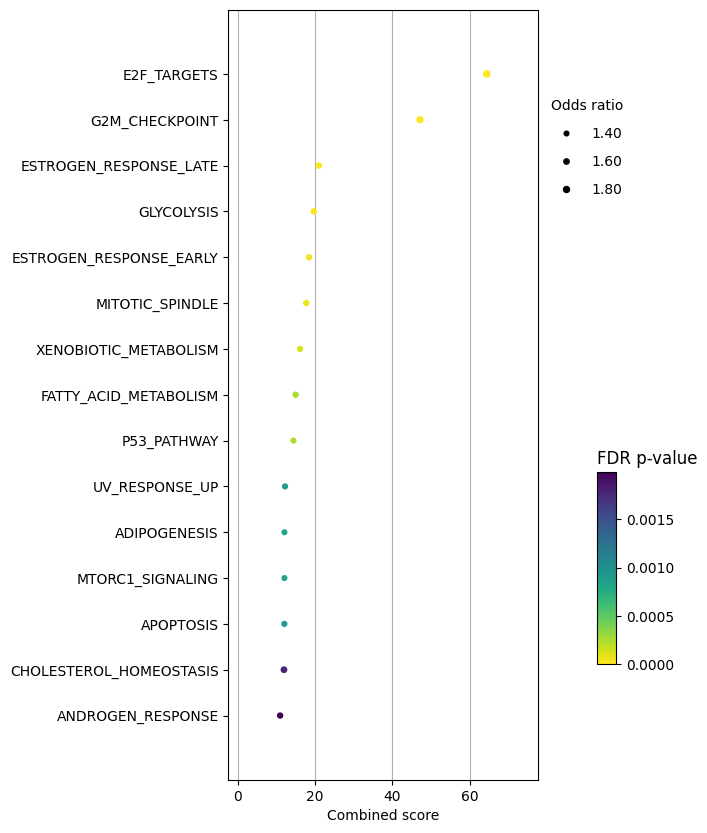 E2F_TARGETS
G2M_CHECKPOINT
ESTROGEN_RESPONSE_LATE
GLYCOLYSIS
ESTROGEN_RESPONSE_EARLY
MITOTIC_SPINDLE
XENOBIOTIC_METABOLISM
FATTY_ACID_METABOLISM
P53_PATHWAY
UV_RESPONSE_UP
ADIPOGENESIS
MTORC1_SIGNALING
APOPTOSIS
CHOLESTEROL_HOMEOSTASIS
ANDROGEN_RESPONSE
0 20 40 60
Combined score
Odds ratio
1.40
1.60
1.80
FDR p-value
0.0015
0.0010
0.0005
0.0000